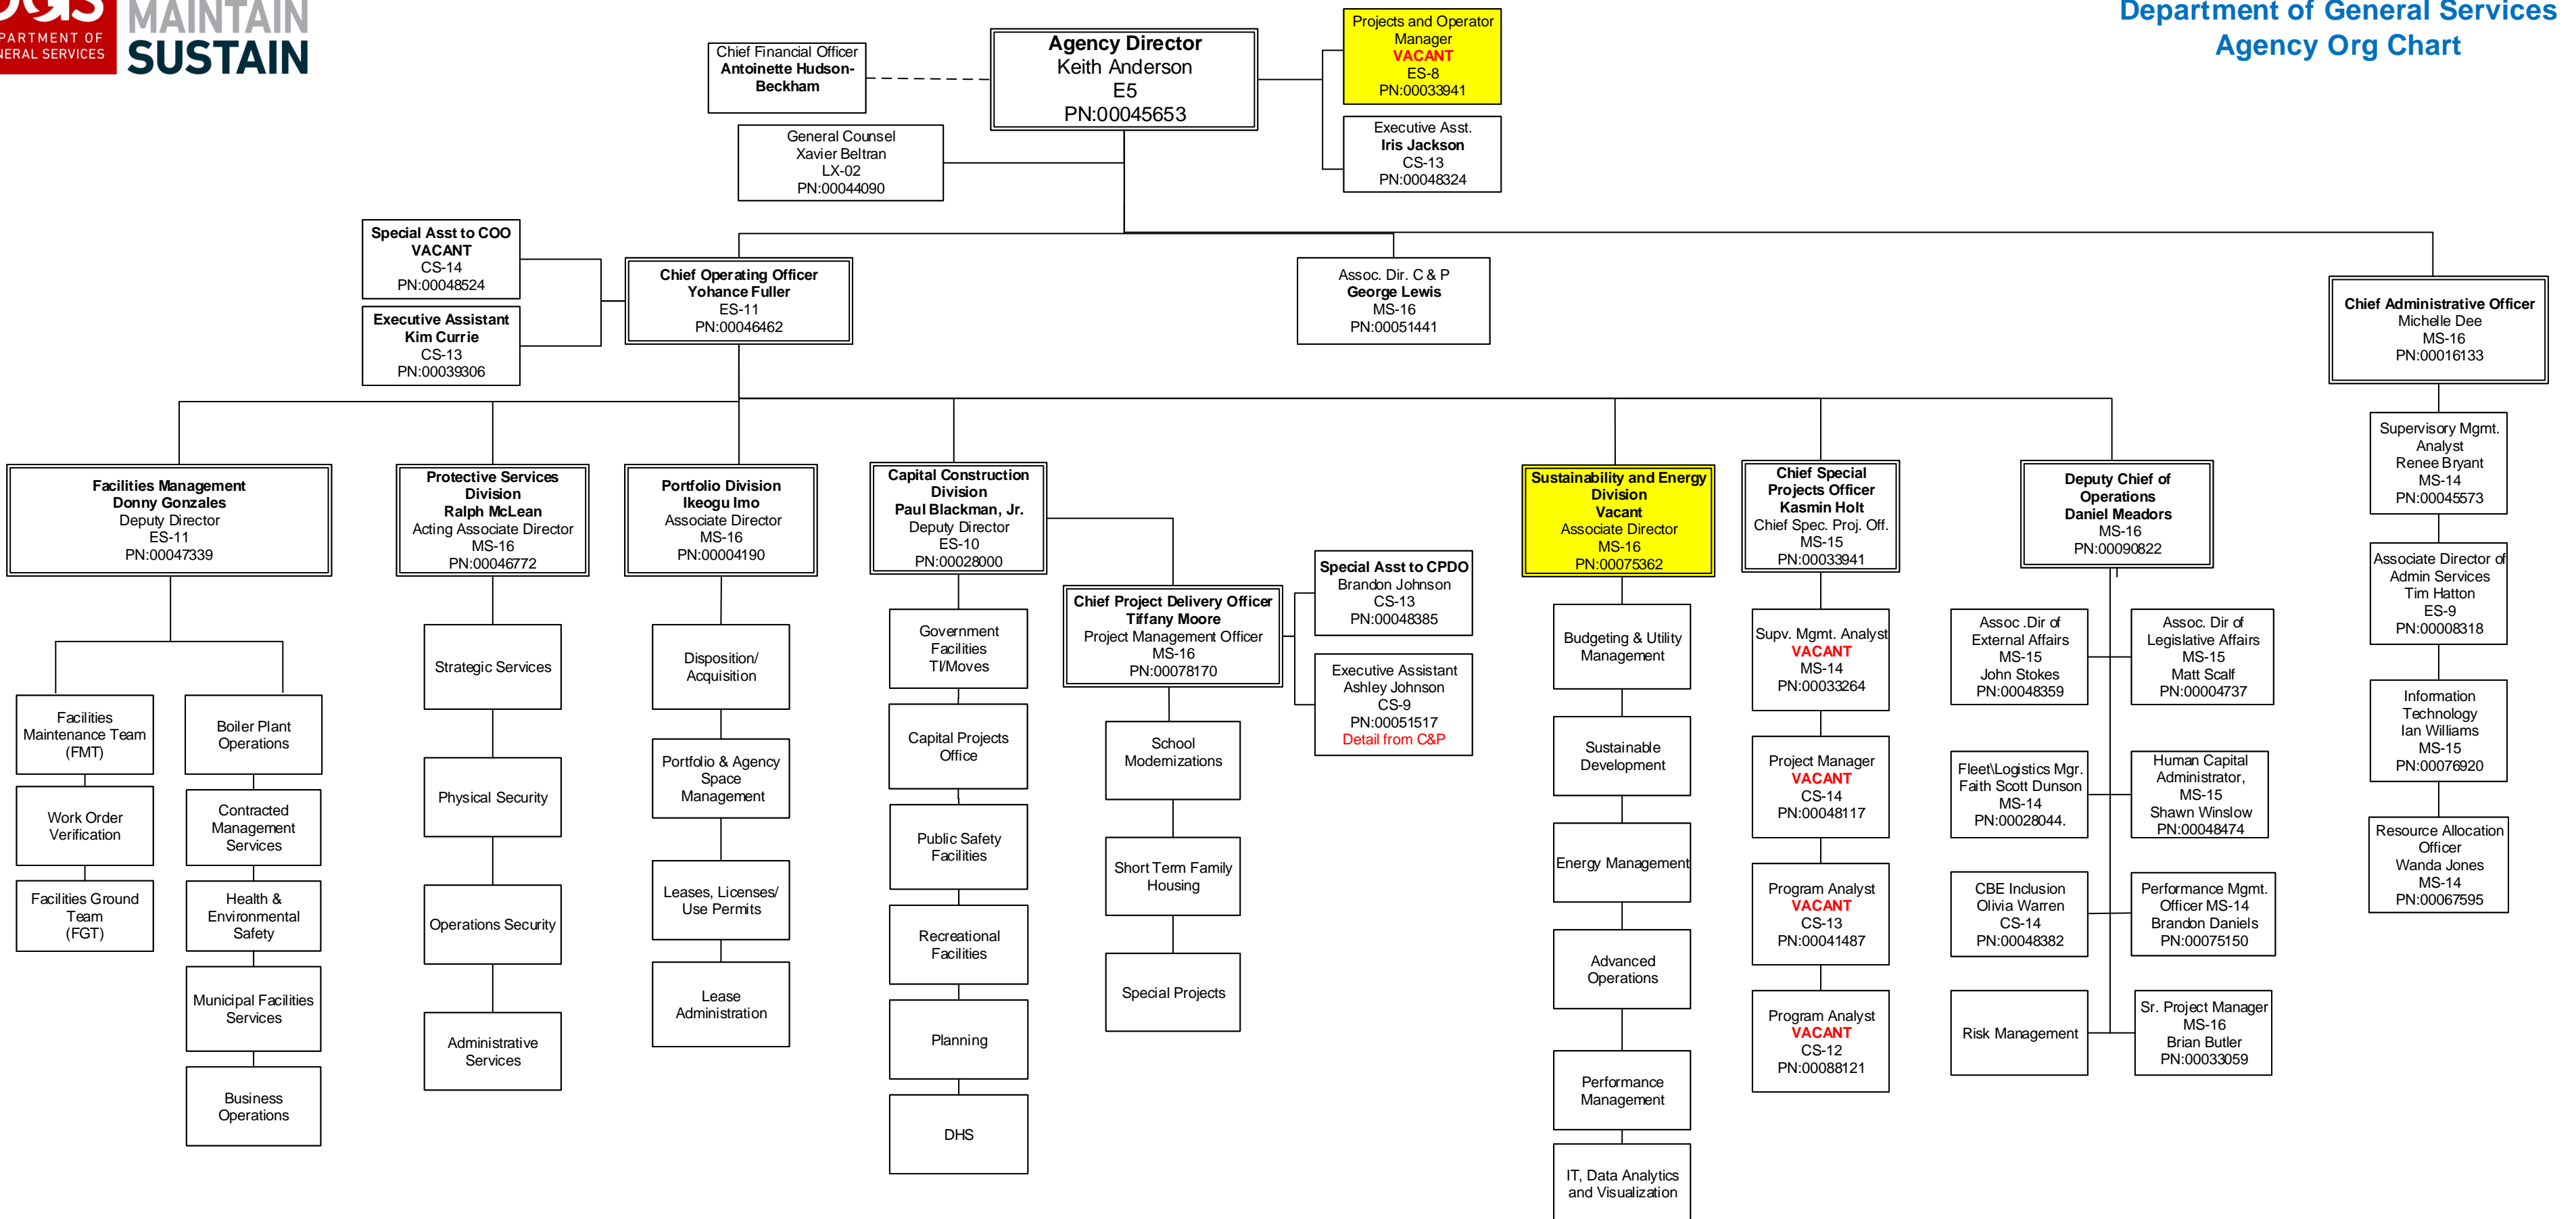 MAINTAIN
SUSTAIN
Department of General Services
Agency Org Chart
Chief Financial Officer
Antoinette Hudson-
Beckham
Agency Director
Keith Anderson
E5
PN:00045653
Projects and Operator
Manager
VACANT
ES-8
PN:00033941
General Counsel
Xavier Beltran
LX-02
PN:00044090
Executive Asst.
Iris Jackson
CS-13
PN:00048324
Special Asst to COO
VACANT
CS-14
PN:00048524
Executive Assistant
Kim Currie
CS-13
PN:00039306
Chief Operating Officer
Yohance Fuller
ES-11
PN:00046462
Assoc. Dir. C & P
George Lewis
MS-16
PN:00051441
Chief Administrative Officer
Michelle Dee
MS-16
PN:00016133
Supervisory Mgmt.
Analyst
Renee Bryant
MS-14
PN:00045573
Associate Director of
Admin Services
Tim Hatton
ES-9
PN:00008318
Information
Technology
Ian Williams
MS-15
PN:00076920
Resource Allocation
Officer
Wanda Jones
MS-14
PN:00067595
Facilities Management
Donny Gonzales
Deputy Director
ES-11
PN:00047339
Facilities
Maintenance Team
(FMT)
Work Order
Verification
Facilities Ground
Team
(FGT)
Boiler Plant
Operations
Contracted
Management
Services
Health &
Environmental
Safety
Municipal Facilities
Services
Business
Operations
Protective Services
Division
Ralph McLean
Acting Associate Director
MS-16
PN:00046772
Strategic Services
Physical Security
Operations Security
Administrative
Services
Portfolio Division
Ikeogu Imo
Associate Director
MS-16
PN:00004190
Disposition/
Acquisition
Portfolio & Agency
Space
Management
Leases, Licenses/
Use Permits
Lease
Administration
Capital Construction
Division
Paul Blackman, Jr.
Deputy Director
ES-10
PN:00028000
Government
Facilities
TI/Moves
Capital Projects
Office
Public Safety
Facilities
Recreational
Facilities
Planning
DHS
Chief Project Delivery Officer
Tiffany Moore
Project Management Officer
MS-16
PN:00078170
School
Modernizations
Short Term Family
Housing
Special Projects
Special Asst to CPDO
Brandon Johnson
CS-13
PN:00048385
Executive Assistant
Ashley Johnson
CS-9
PN:00051517
Detail from C&P
Sustainability and Energy
Division
Vacant
Associate Director
MS-16
PN:00075362
Budgeting & Utility
Management
Sustainable
Development
Energy Management
Advanced
Operations
Performance
Management
IT, Data Analytics
and Visualization
Chief Special
Projects Officer
Kasmin Holt
Chief Spec. Proj. Off.
MS-15
PN:00033941
Supv. Mgmt. Analyst
VACANT
MS-14
PN:00033264
Project Manager
VACANT
CS-14
PN:00048117
Program Analyst
VACANT
CS-13
PN:00041487
Program Analyst
VACANT
CS-12
PN:00088121
Deputy Chief of
Operations
Daniel Meadors
MS-16
PN:00090822
Assoc .Dir of
External Affairs
MS-15
John Stokes
PN:00048359
Assoc. Dir of
Legislative Affairs
MS-15
Matt Scalf
PN:00004737
Fleet\Logistics Mgr.
Faith Scott Dunson
MS-14
PN:00028044.
Human Capital
Administrator,
MS-15
Shawn Winslow
PN:00048474
CBE Inclusion
Olivia Warren
CS-14
PN:00048382
Performance Mgmt.
Officer MS-14
Brandon Daniels
PN:00075150
Risk Management
Sr. Project Manager
MS-16
Brian Butler
PN:00033059